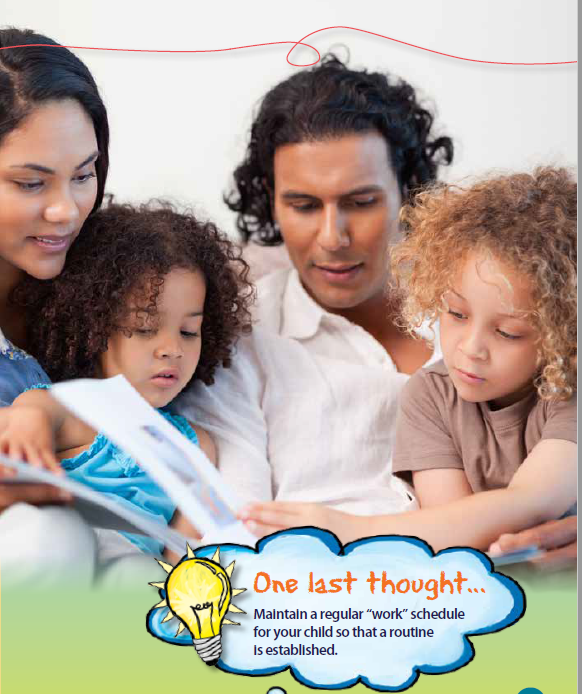 One last thought...
Maintain a regular “work” schedule
for your child so that a routine
is established.